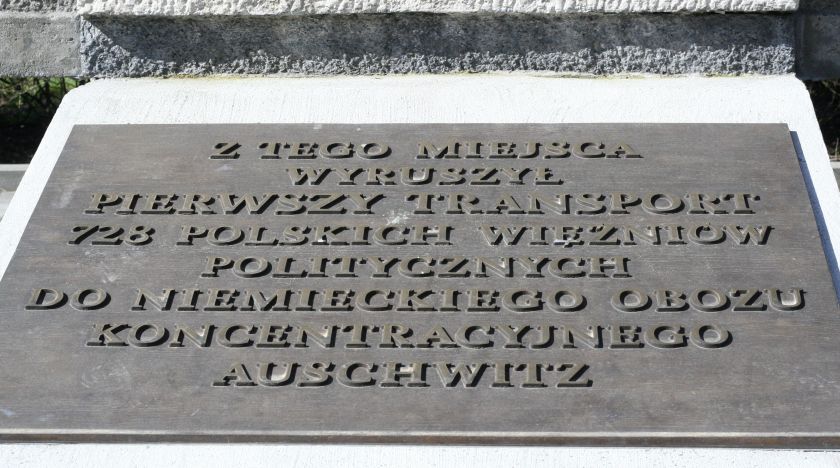 Z TEGO MIEJSCA
WYRUSZYŁ
PIERWSZY TRANSPORT
728 POLSKICH WIĘŹNIÓW
POLITYCZNYCH
DO NIEMIECKIEGO OBOZU
KONCENTRACYJNEGO
AUSCHWITZ